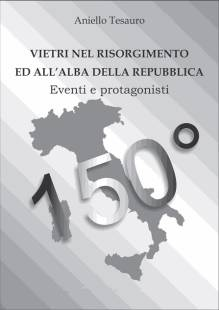 Aniello Tesauro
VIETRI NEL RISORGIMENTO
ED ALL'ALBA DELLA REPUBBLICA
Eventi e protagonisti
150°